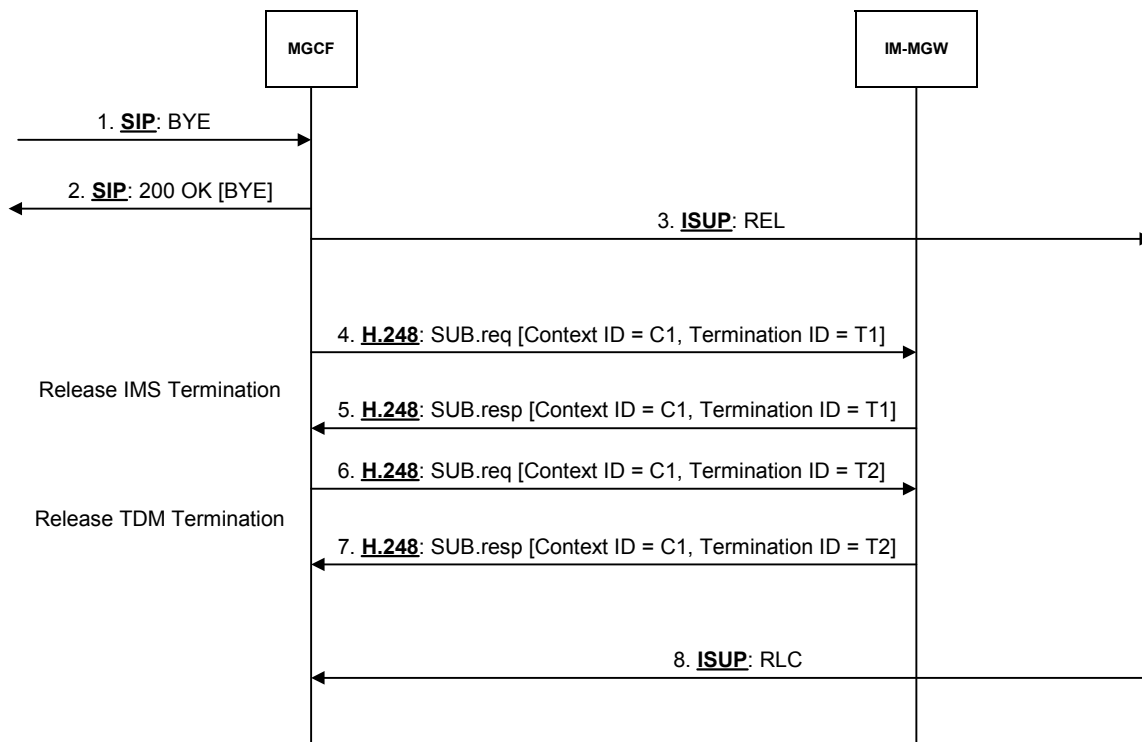 MGCF
IM-MGW
1. SIP: BYE
2. SIP: 200 OK [BYE]
3. ISUP: REL
4. H.248: SUB.req [Context ID = C1, Termination ID = T1]
Release IMS Termination
5. H.248: SUB.resp [Context ID = C1, Termination ID = T1]
6. H.248: SUB.req [Context ID = C1, Termination ID = T2]
Release TDM Termination
7. H.248: SUB.resp [Context ID = C1, Termination ID = T2]
8. ISUP: RLC